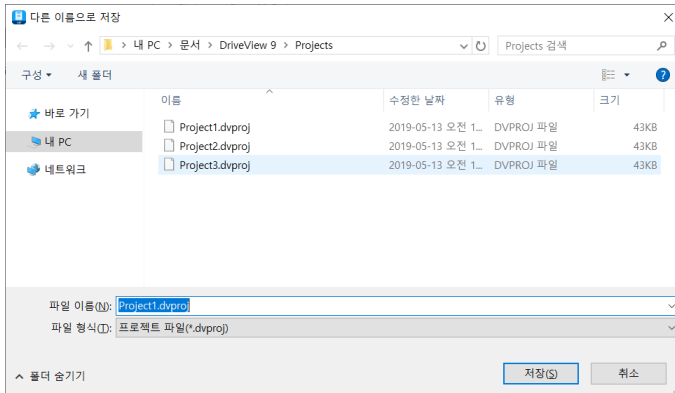 다른 이름으로 저장
내 PC > 문서 > DriveView 9 > Projects
Projects 검색
구성
새 폴더
이름 수정한 날짜 유형 크기
바로 가기
내 PC
네트워크
Project1.dvproj 2019-05-13 오전 1... DVPROJ 파일 43KB
Project2.dvproj 2019-05-13 오전 1... DVPROJ 파일 43KB
Project3.dvproj 2019-05-13 오전 1... DVPROJ 파일 43KB
파일 이름(N): Project1.dvproj
파일 형식(T): 프로젝트 파일(*.dvproj)
폴더 숨기기
저장(S)
취소